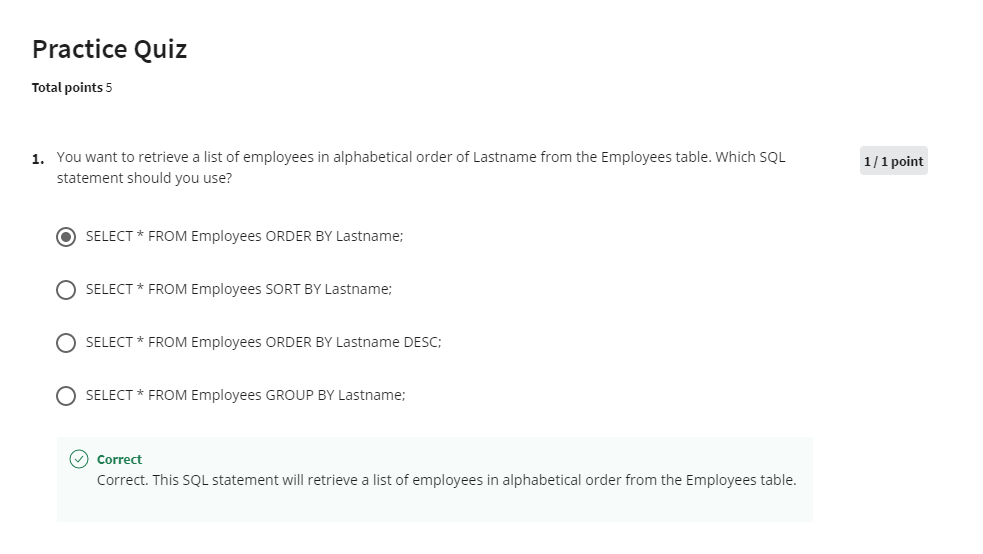 Practice Quiz
Total points 5
1. You want to retrieve a list of employees in alphabetical order of Lastname from the Employees table. Which SQL
statement should you use?
1 / 1 point
SELECT * FROM Employees ORDER BY Lastname;
SELECT * FROM Employees SORT BY Lastname;
SELECT * FROM Employees ORDER BY Lastname DESC;
SELECT * FROM Employees GROUP BY Lastname;
Correct
Correct. This SQL statement will retrieve a list of employees in alphabetical order from the Employees table.